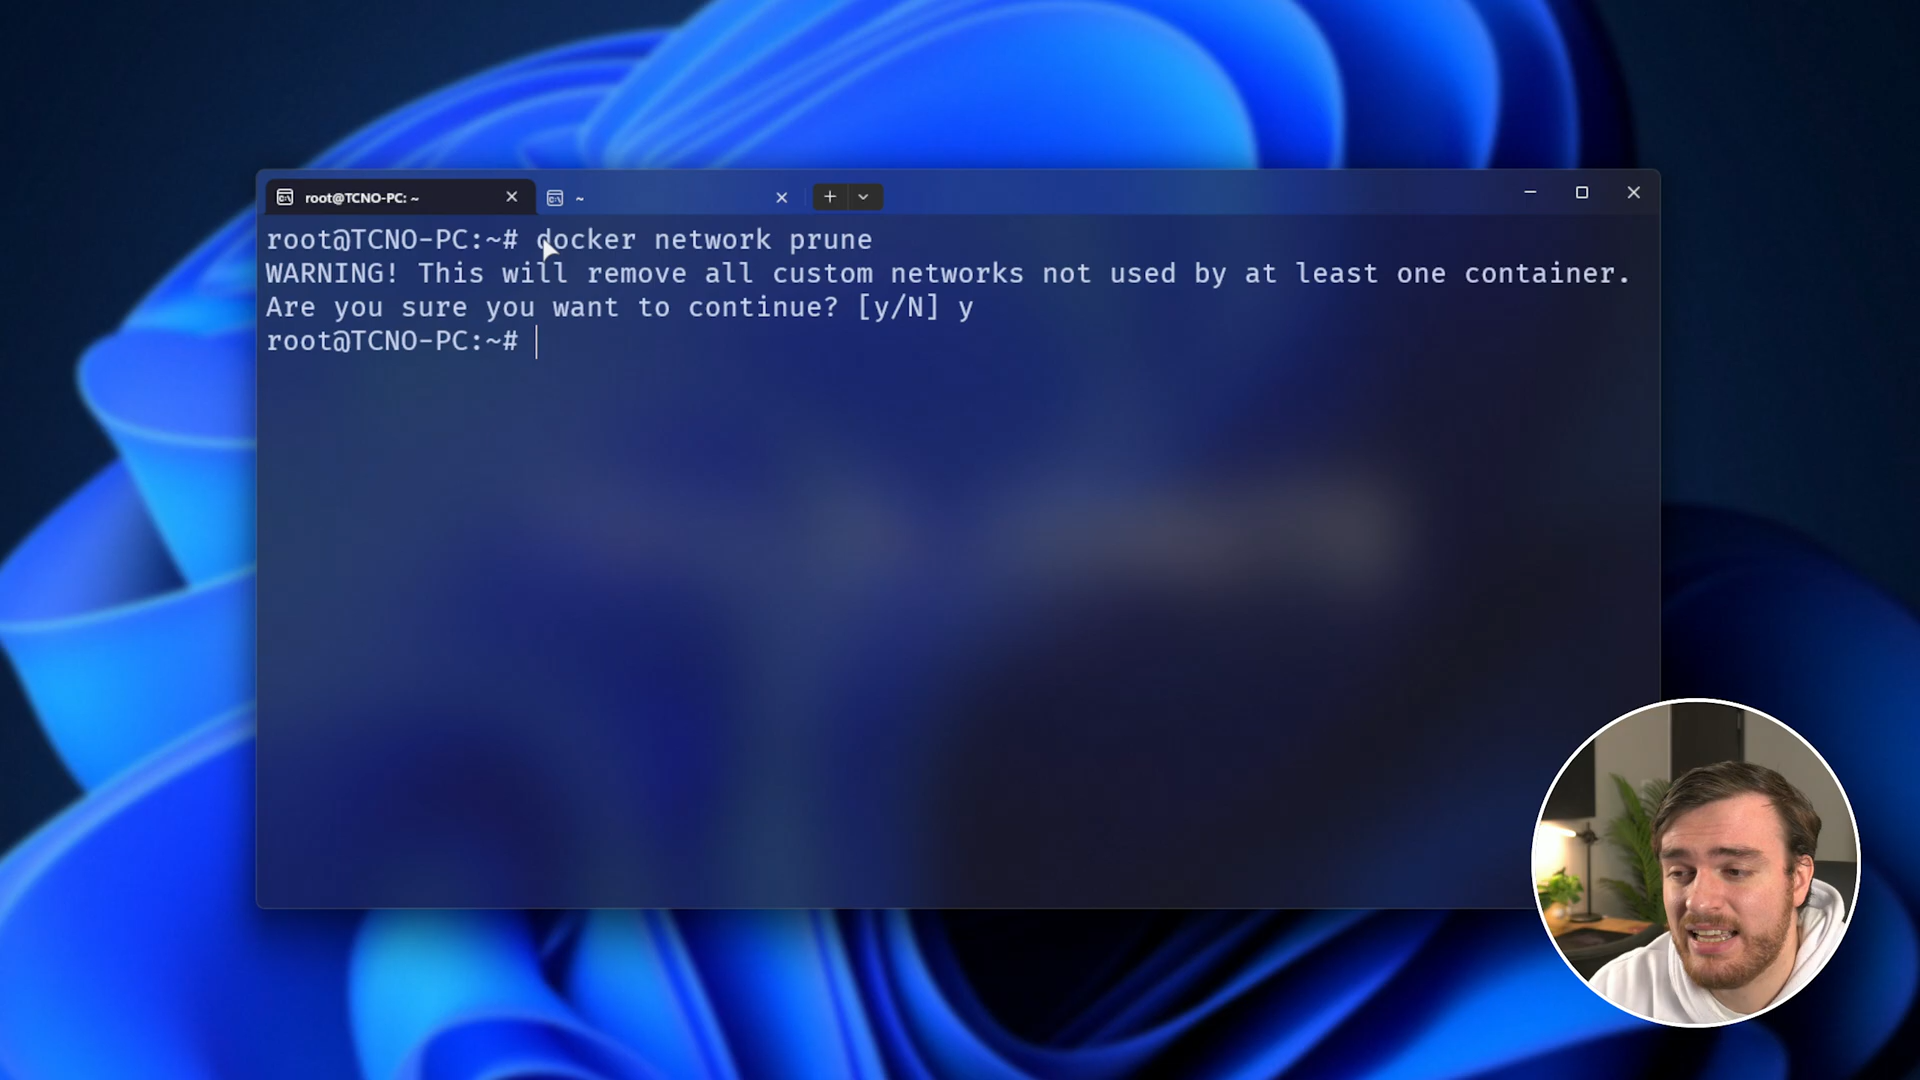 root@TCNO-PC: ~
~
root@TCNO-PC:~# docker network prune
WARNING! This will remove all custom networks not used by at least one container.
Are you sure you want to continue? [y/N] y
root@TCNO-PC:~#